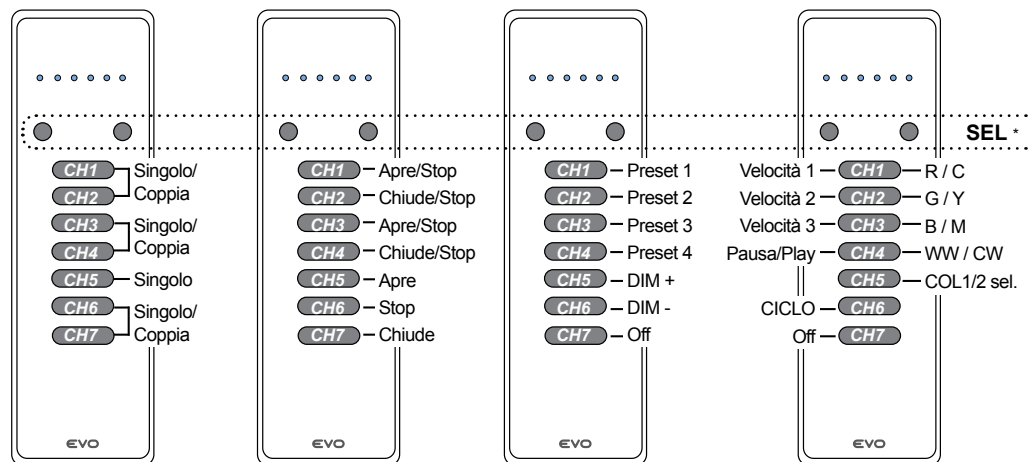 SEL *
CH1
CH2
Singolo/
Coppia
CH3
CH4
Singolo/
Coppia
CH5 Singolo
CH6
CH7
Singolo/
Coppia
EVO
CH1 Apre/Stop
CH2 Chiude/Stop
CH3 Apre/Stop
CH4 Chiude/Stop
CH5 Apre
CH6 Stop
CH7 Chiude
EVO
CH1 Preset 1
CH2 Preset 2
CH3 Preset 3
CH4 Preset 4
CH5 DIM +
CH6 DIM -
CH7 Off
EVO
Velocità 1 CH1 R / C
Velocità 2 CH2 G / Y
Velocità 3 CH3 B / M
Pausa/Play CH4 WW / CW
CH5 COL1/2 sel.
CICLO CH6
Off CH7
EVO